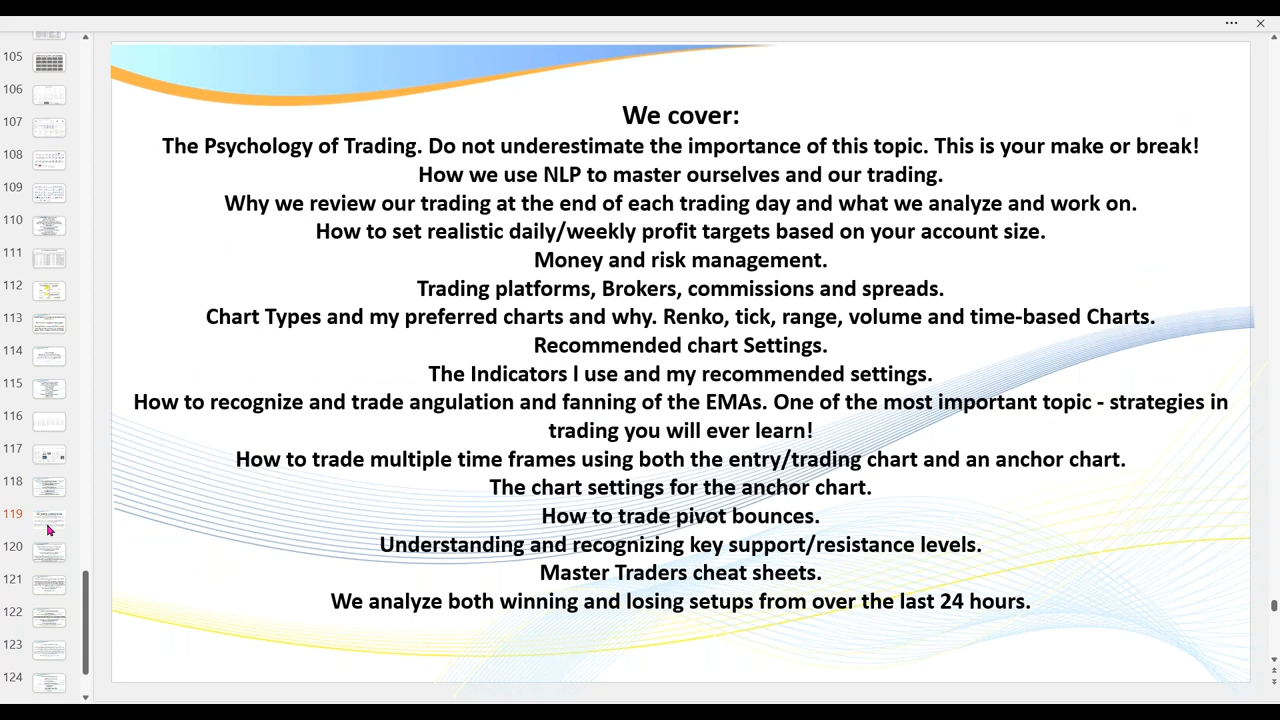 105
106
107
108
109
110
111
112
113
114
115
116
117
118
119
120
121
122
123
124
We cover:
The Psychology of Trading. Do not underestimate the importance of this topic. This is your make or break!
How we use NLP to master ourselves and our trading.
Why we review our trading at the end of each trading day and what we analyze and work on.
How to set realistic daily/weekly profit targets based on your account size.
Money and risk management.
Trading platforms, Brokers, commissions and spreads.
Chart Types and my preferred charts and why. Renko, tick, range, volume and time-based Charts.
Recommended chart Settings.
The Indicators I use and my recommended settings.
How to recognize and trade angulation and fanning of the EMAs. One of the most important topic - strategies in
trading you will ever learn!
How to trade multiple time frames using both the entry/trading chart and an anchor chart.
The chart settings for the anchor chart.
How to trade pivot bounces.
Understanding and recognizing key support/resistance levels.
Master Traders cheat sheets.
We analyze both winning and losing setups from over the last 24 hours.